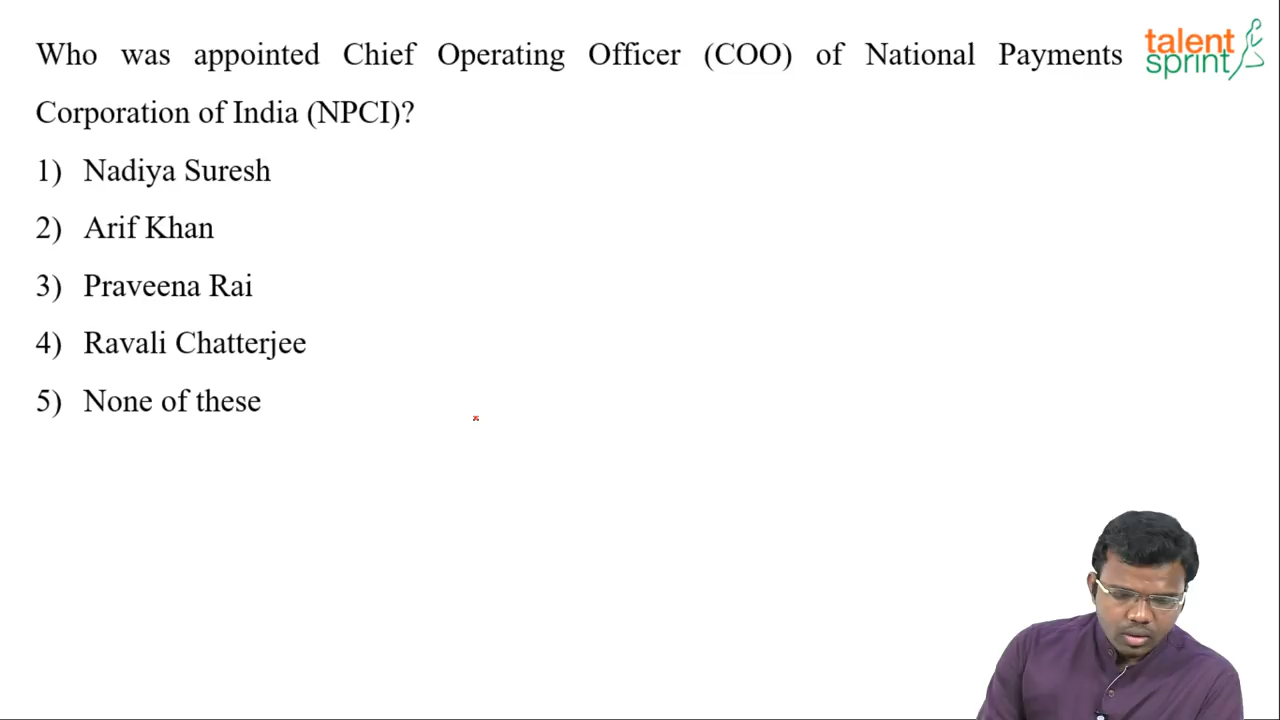 Who was appointed Chief Operating Officer (COO) of National Payments
Corporation of India (NPCI)?
1) Nadiya Suresh
2) Arif Khan
3) Praveena Rai
4) Ravali Chatterjee
5) None of these
talent
sprint